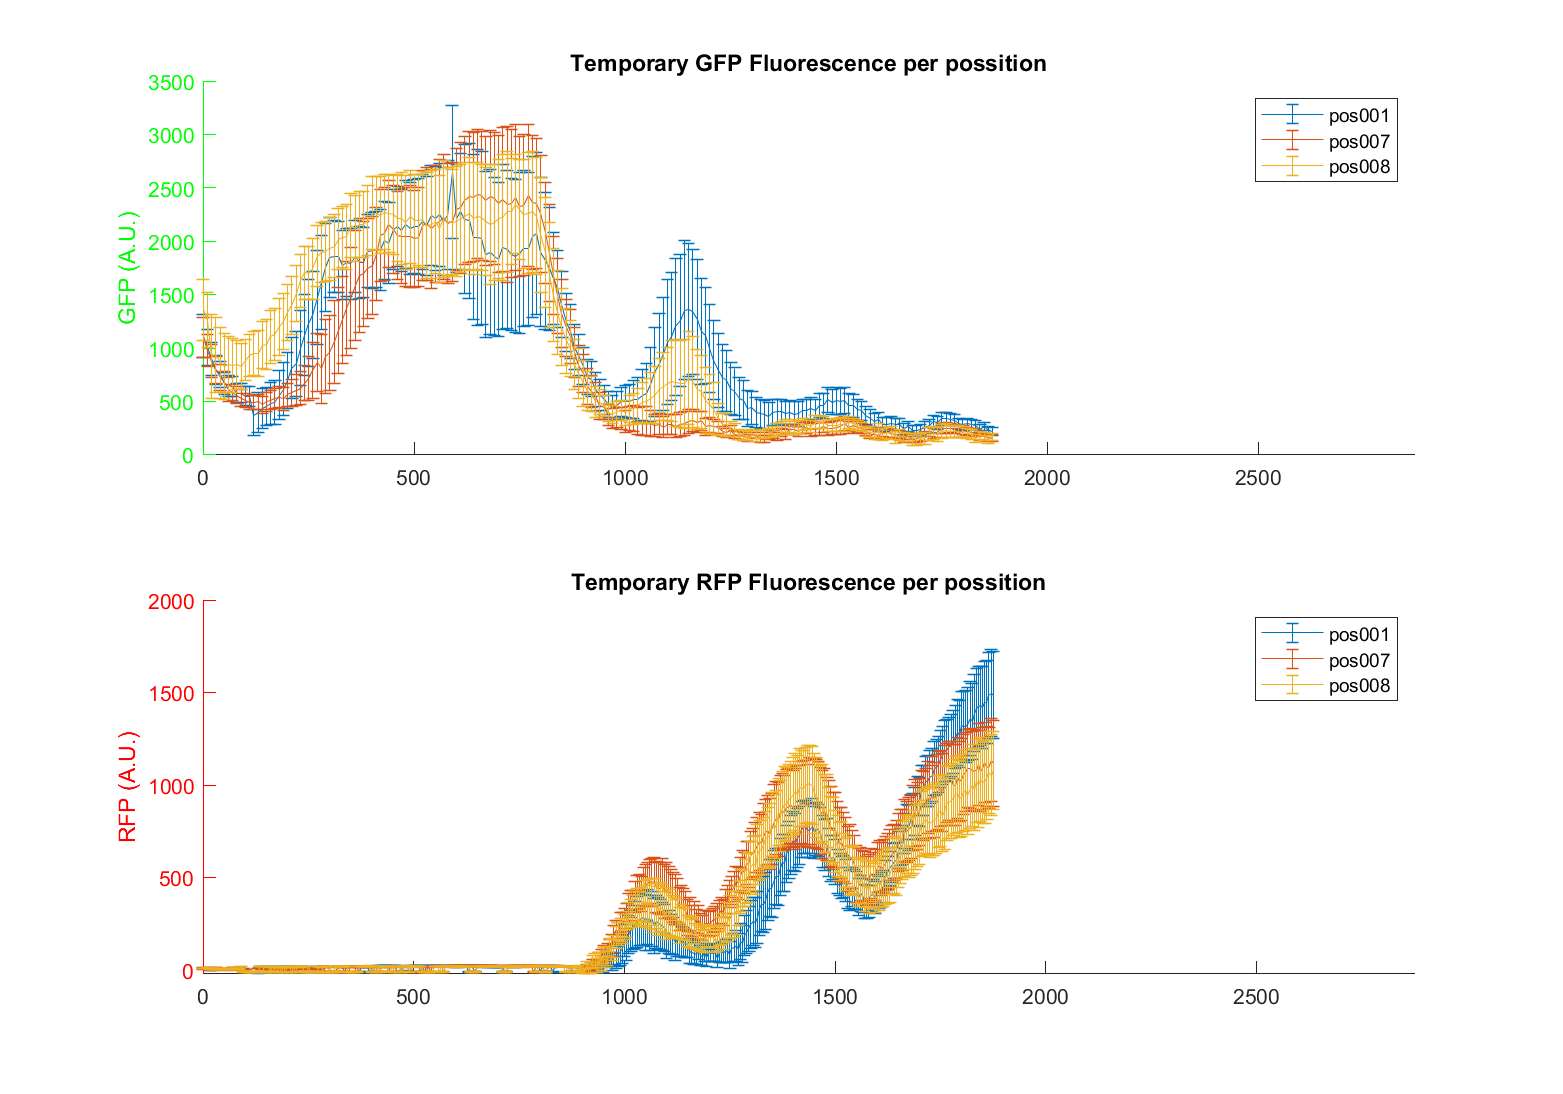 Temporary GFP Fluorescence per possition
GFP (A.U.)
3500
3000
2500
2000
1500
1000
500
0
0 500 1000 1500 2000 2500
pos001
pos007
pos008
Temporary RFP Fluorescence per possition
RFP (A.U.)
2000
1500
1000
500
0
0 500 1000 1500 2000 2500
pos001
pos007
pos008